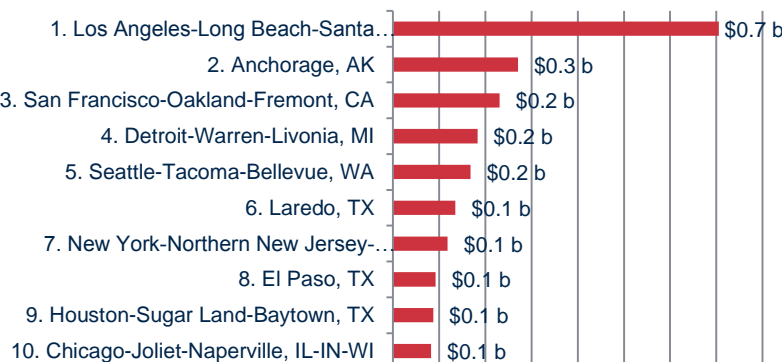 1. Los Angeles-Long Beach-Santa… $0.7 b
2. Anchorage, AK $0.3 b
3. San Francisco-Oakland-Fremont, CA $0.2 b
4. Detroit-Warren-Livonia, MI $0.2 b
5. Seattle-Tacoma-Bellevue, WA $0.2 b
6. Laredo, TX $0.1 b
7. New York-Northern New Jersey-… $0.1 b
8. El Paso, TX $0.1 b
9. Houston-Sugar Land-Baytown, TX $0.1 b
10. Chicago-Joliet-Naperville, IL-IN-WI $0.1 b